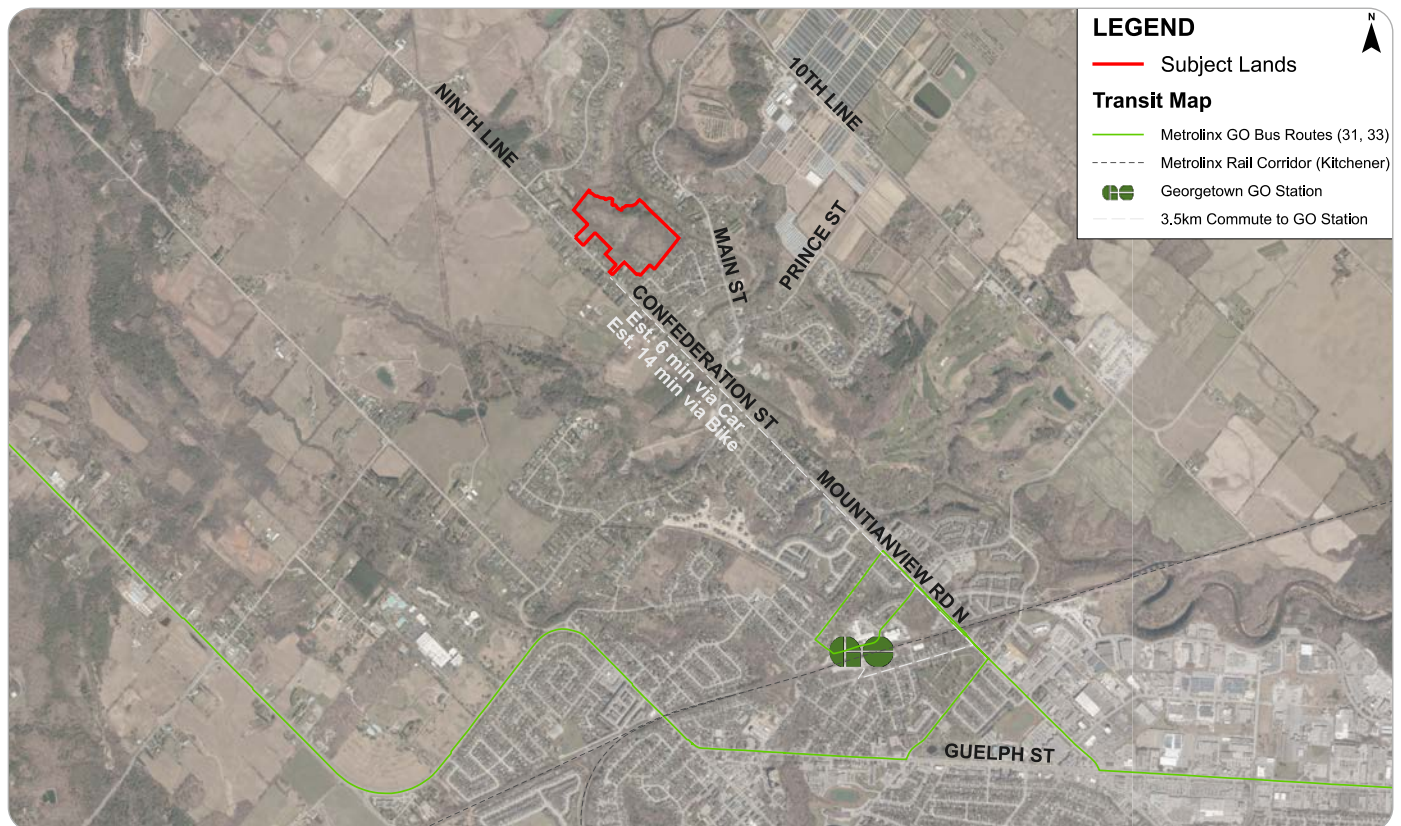 LEGEND
N
Subject Lands
Transit Map
Metrolinx GO Bus Routes (31, 33)
Metrolinx Rail Corridor (Kitchener)
Georgetown GO Station
3.5km Commute to GO Station
10TH LINE
NINTH LINE
PRINCE ST
MAIN ST
CONFEDERATION ST
Est. 6 min via Car
Est. 14 min via Bike
MOUNTIANVIEW RD N
GO
GUELPH ST